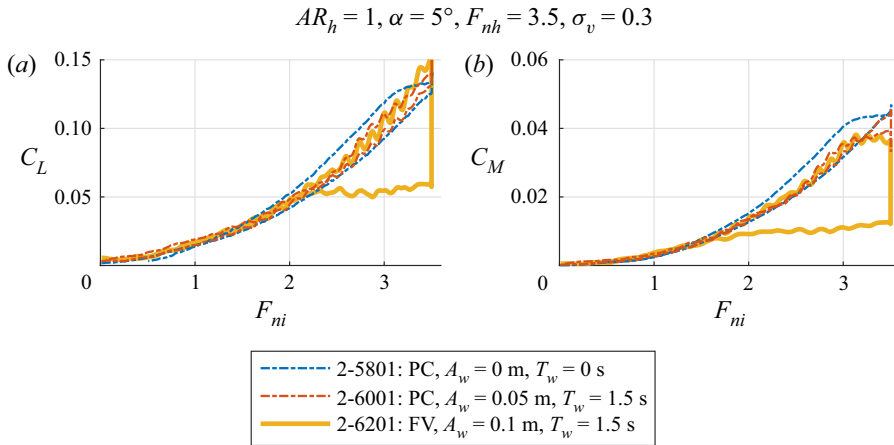 AR_h = 1, α = 5°, F_nh = 3.5, σ_v = 0.3
(a)
0.15
0.10
C_L
0.05
0
1
2
3
F_ni
(b)
0.06
0.04
C_M
0.02
0
1
2
3
F_ni
2-5801: PC, A_w = 0 m, T_w = 0 s
2-6001: PC, A_w = 0.05 m, T_w = 1.5 s
2-6201: FV, A_w = 0.1 m, T_w = 1.5 s